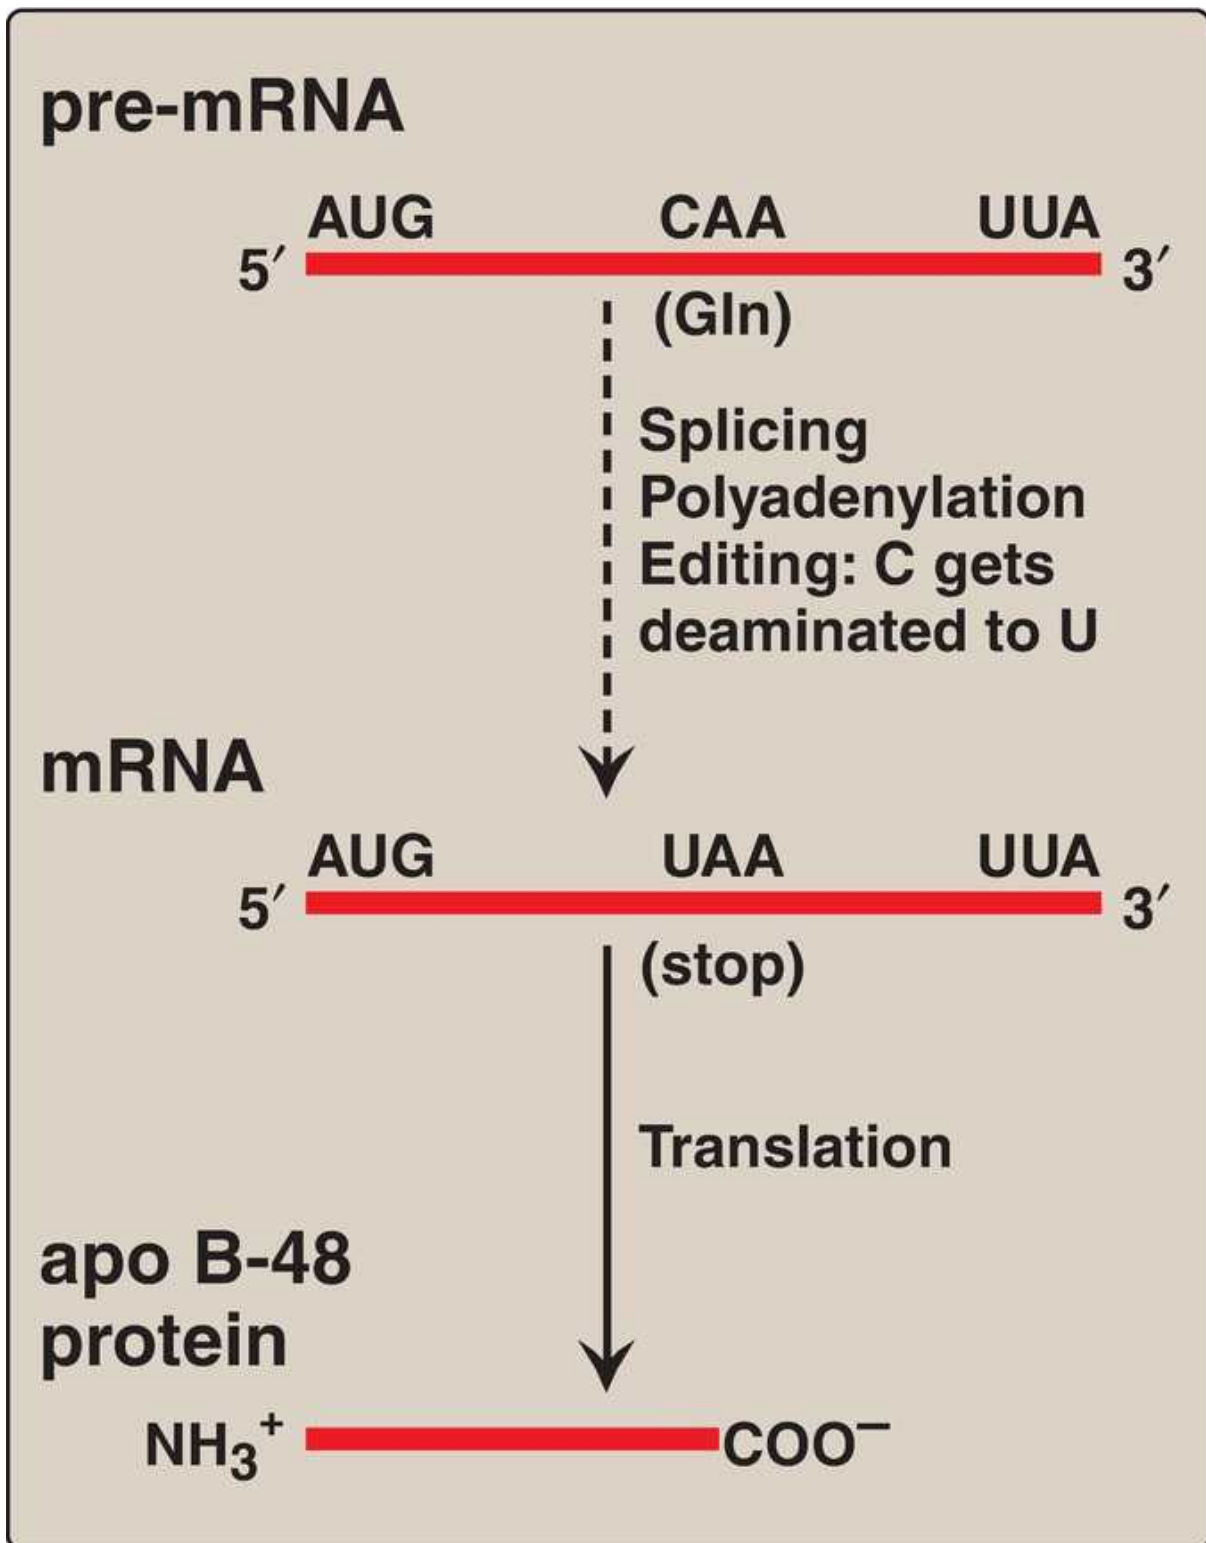 pre-mRNA
AUG CAA UUA
5′ 3′
(Gln)
Splicing
Polyadenylation
Editing: C gets
deaminated to U
mRNA
AUG UAA UUA
5′ 3′
(stop)
Translation
apo B-48
protein
NH₃⁺ COO⁻